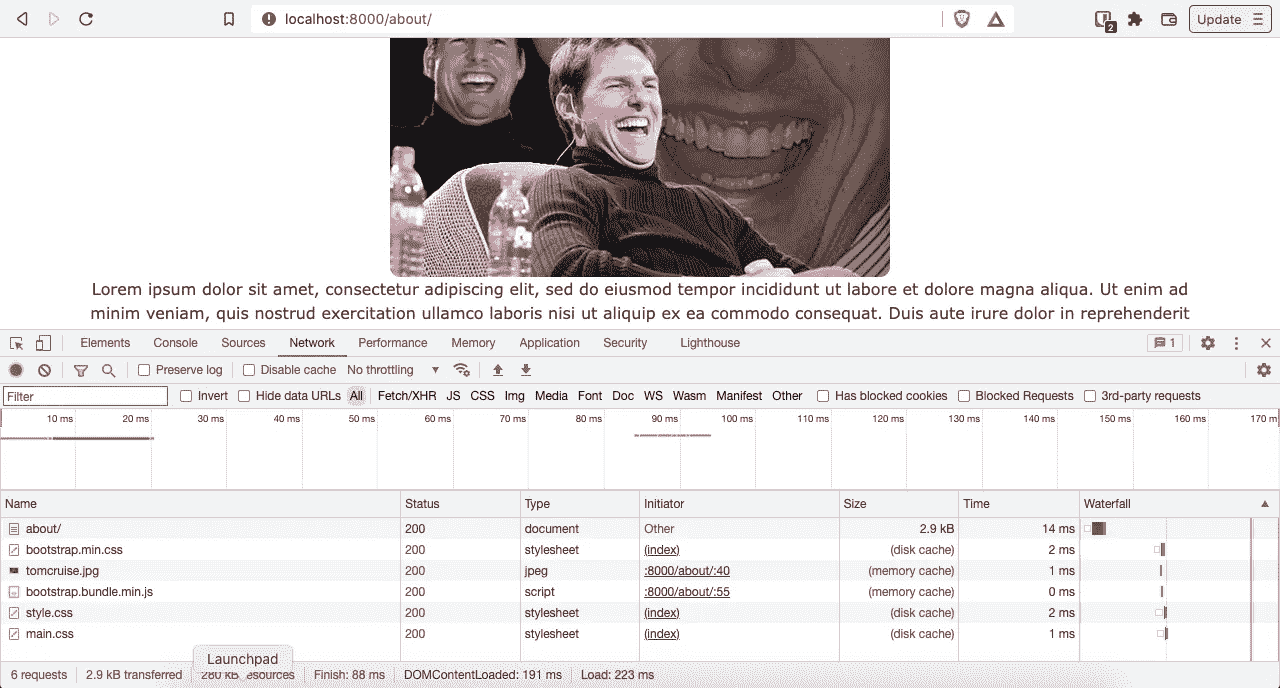 localhost:8000/about/
2
Update
Lorem ipsum dolor sit amet, consectetur adipiscing elit, sed do eiusmod tempor incididunt ut labore et dolore magna aliqua. Ut enim ad
minim veniam, quis nostrud exercitation ullamco laboris nisi ut aliquip ex ea commodo consequat. Duis aute irure dolor in reprehenderit
Elements Console Sources Network Performance Memory Application Security Lighthouse 1
Preserve log Disable cache No throttling
Filter Invert Hide data URLs All Fetch/XHR JS CSS Img Media Font Doc WS Wasm Manifest Other Has blocked cookies Blocked Requests 3rd-party requests
10 ms 20 ms 30 ms 40 ms 50 ms 60 ms 70 ms 80 ms 90 ms 100 ms 110 ms 120 ms 130 ms 140 ms 150 ms 160 ms 170 m
Name Status Type Initiator Size Time Waterfall
about/ 200 document Other 2.9 kB 14 ms
bootstrap.min.css 200 stylesheet (index) (disk cache) 2 ms
tomcruise.jpg 200 jpeg :8000/about/:40 (memory cache) 1 ms
bootstrap.bundle.min.js 200 script :8000/about/:55 (memory cache) 0 ms
style.css 200 stylesheet (index) (disk cache) 2 ms
main.css 200 stylesheet (index) (disk cache) 1 ms
Launchpad
6 requests 2.9 kB transferred 280 kB resources Finish: 88 ms DOMContentLoaded: 191 ms Load: 223 ms